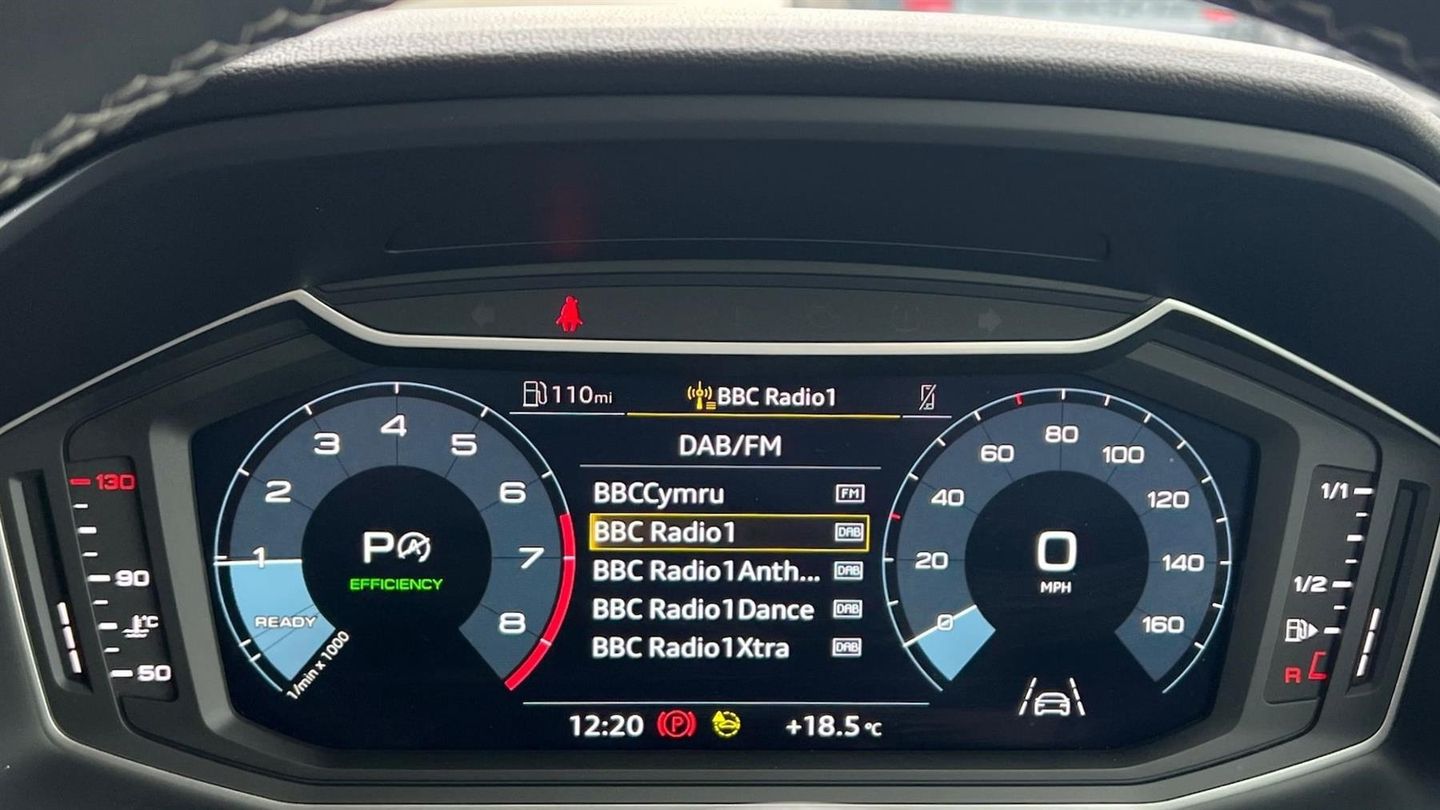 110mi
BBC Radio1
DAB/FM
BBCCymru FM
BBC Radio1 DAB
BBC Radio1Anth... DAB
BBC Radio1Dance DAB
BBC Radio1Xtra DAB
12:20 P +18.5°C
1
2
3
4
5
6
7
8
P A
EFFICIENCY
READY
1/min x 1000
0
20
40
60
80
100
120
140
160
0
MPH
130
90
°C
50
1/1
1/2
R